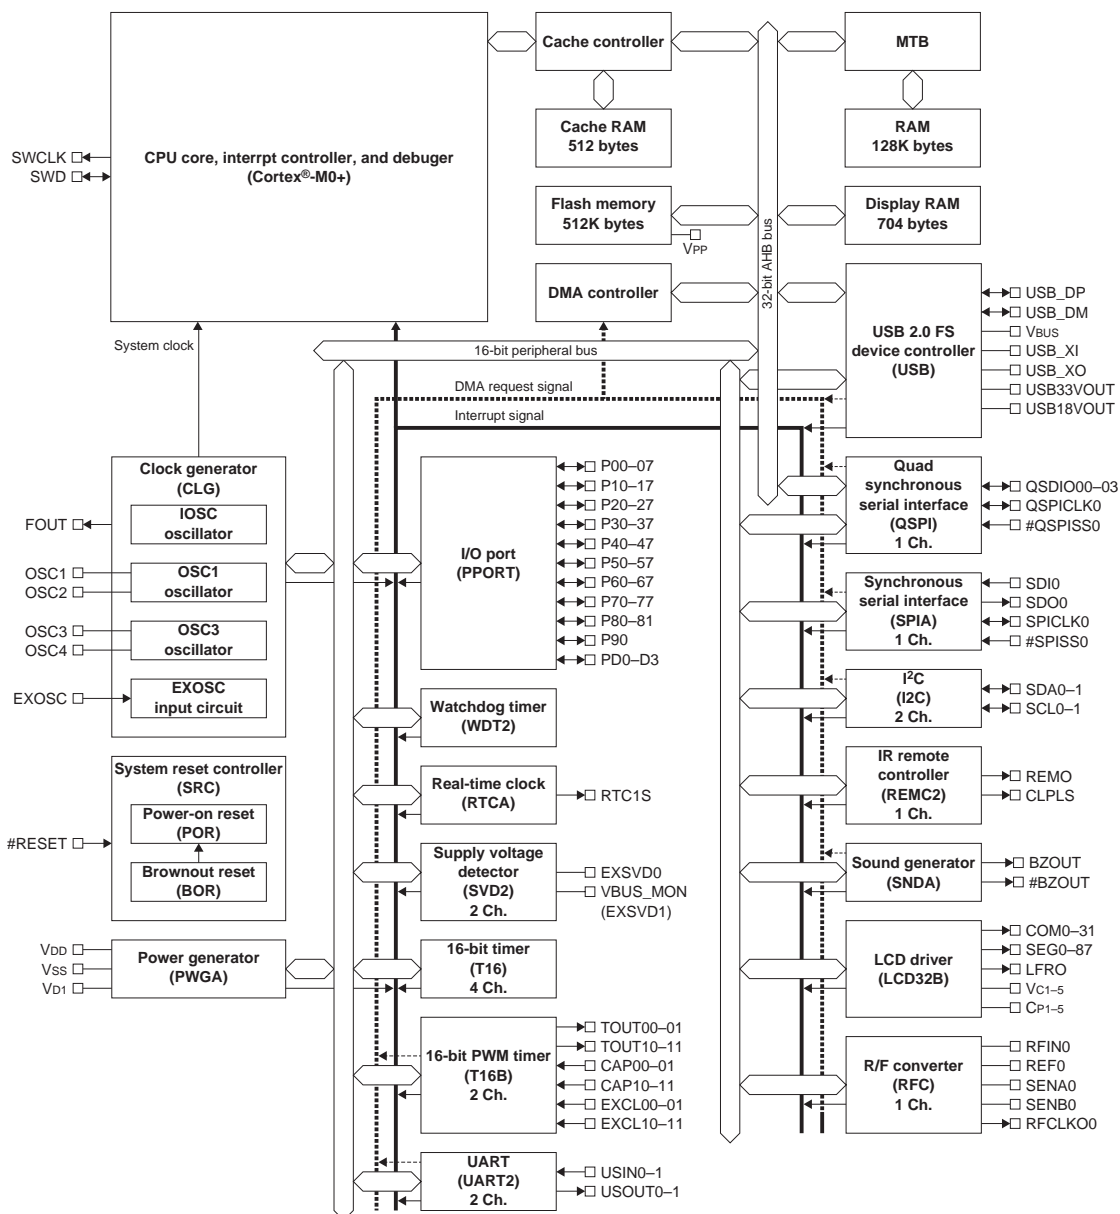 CPU core, interrpt controller, and debuger
(Cortex®-M0+)
SWCLK
SWD
Cache controller
MTB
Cache RAM
512 bytes
RAM
128K bytes
Flash memory
512K bytes
VPP
Display RAM
704 bytes
32-bit AHB bus
DMA controller
USB 2.0 FS
device controller
(USB)
USB_DP
USB_DM
VBUS
USB_XI
USB_XO
USB33VOUT
USB18VOUT
System clock
16-bit peripheral bus
DMA request signal
Interrupt signal
Clock generator
(CLG)
IOSC
oscillator
OSC1
oscillator
OSC3
oscillator
EXOSC
input circuit
FOUT
OSC1
OSC2
OSC3
OSC4
EXOSC
System reset controller
(SRC)
Power-on reset
(POR)
Brownout reset
(BOR)
#RESET
Power generator
(PWGA)
VDD
VSS
VD1
I/O port
(PPORT)
P00–07
P10–17
P20–27
P30–37
P40–47
P50–57
P60–67
P70–77
P80–81
P90
PD0–D3
Watchdog timer
(WDT2)
Real-time clock
(RTCA)
RTC1S
Supply voltage
detector
(SVD2)
2 Ch.
EXSVD0
VBUS_MON
(EXSVD1)
16-bit timer
(T16)
4 Ch.
16-bit PWM timer
(T16B)
2 Ch.
TOUT00–01
TOUT10–11
CAP00–01
CAP10–11
EXCL00–01
EXCL10–11
UART
(UART2)
2 Ch.
USIN0–1
USOUT0–1
Quad
synchronous
serial interface
(QSPI)
1 Ch.
QSDIO00–03
QSPICLK0
#QSPISS0
Synchronous
serial interface
(SPIA)
1 Ch.
SDI0
SDO0
SPICLK0
#SPISS0
I²C
(I2C)
2 Ch.
SDA0–1
SCL0–1
IR remote
controller
(REMC2)
1 Ch.
REMO
CLPLS
Sound generator
(SNDA)
BZOUT
#BZOUT
LCD driver
(LCD32B)
COM0–31
SEG0–87
LFRO
VC1–5
CP1–5
R/F converter
(RFC)
1 Ch.
RFIN0
REF0
SENA0
SENB0
RFCLKO0